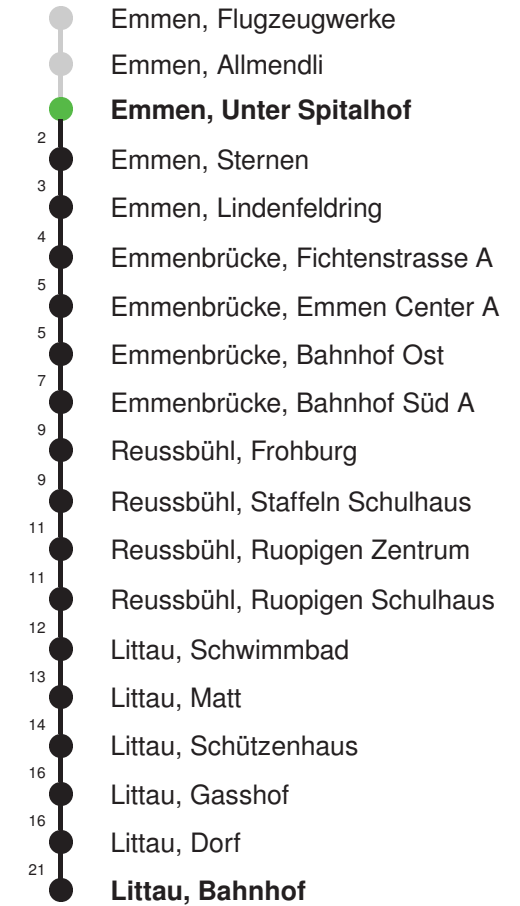 Emmen, Flugzeugwerke
Emmen, Allmendli
Emmen, Unter Spitalhof
2
Emmen, Sternen
3
Emmen, Lindenfeldring
4
Emmenbrücke, Fichtenstrasse A
5
Emmenbrücke, Emmen Center A
5
Emmenbrücke, Bahnhof Ost
7
Emmenbrücke, Bahnhof Süd A
9
Reussbühl, Frohburg
9
Reussbühl, Staffeln Schulhaus
11
Reussbühl, Ruopigen Zentrum
11
Reussbühl, Ruopigen Schulhaus
12
Littau, Schwimmbad
13
Littau, Matt
14
Littau, Schützenhaus
16
Littau, Gasshof
16
Littau, Dorf
21
Littau, Bahnhof